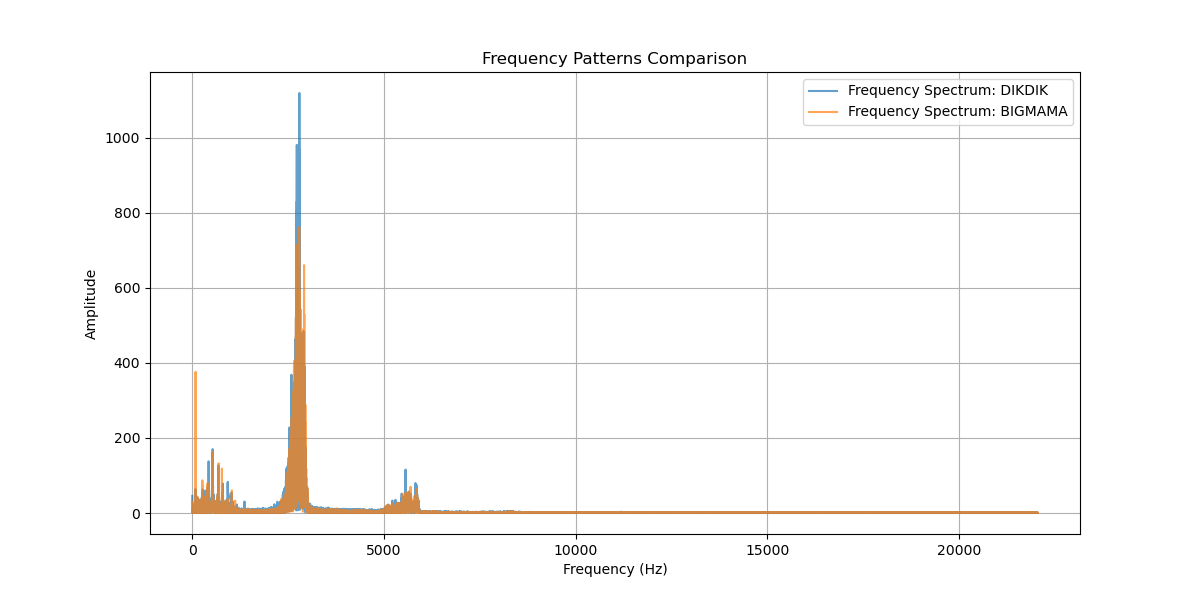 Frequency Patterns Comparison
Frequency Spectrum: DIKDIK
Frequency Spectrum: BIGMAMA
Amplitude
1000
800
600
400
200
0
0
5000
10000
15000
20000
Frequency (Hz)